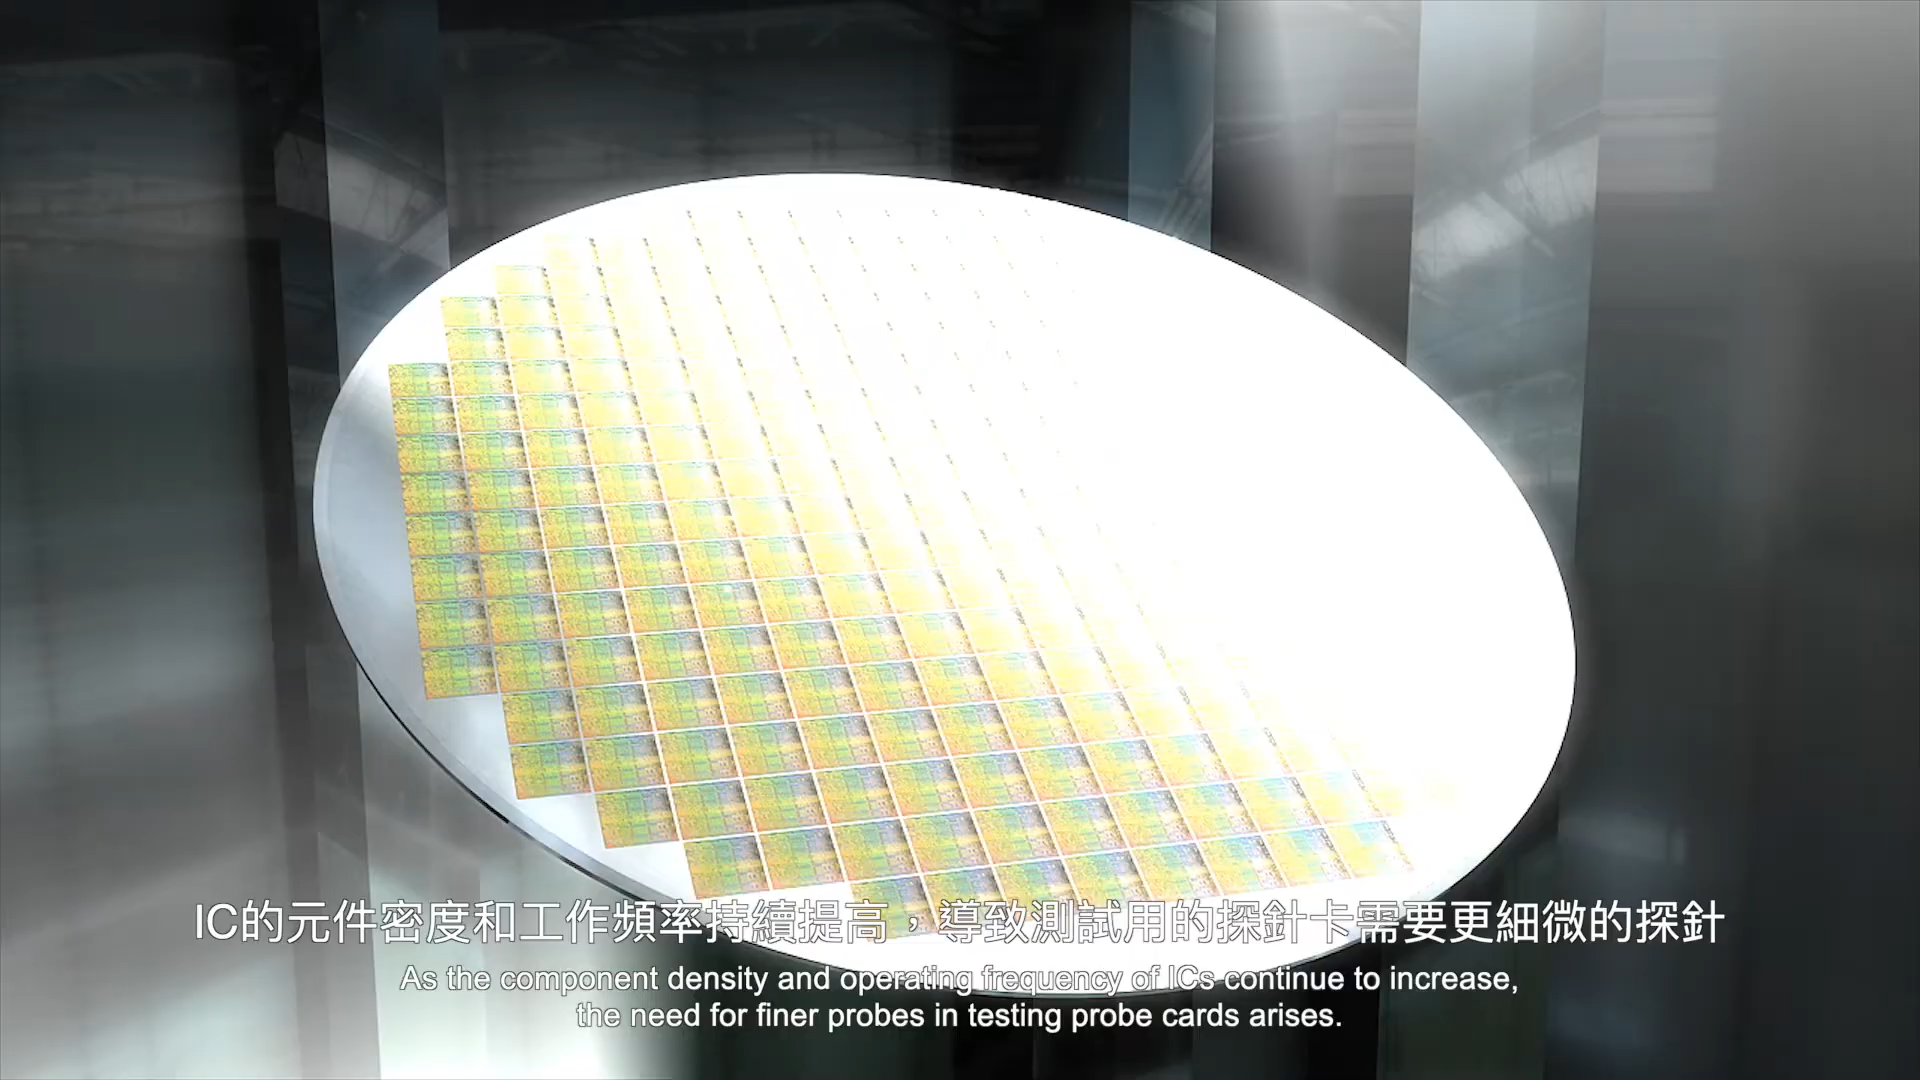 IC的元件密度和工作頻率持續提高，導致測試用的探針卡需要更細微的探針
As the component density and operating frequency of ICs continue to increase,
the need for finer probes in testing probe cards arises.